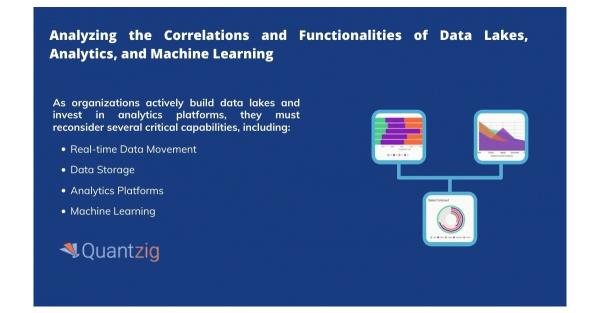 Analyzing the Correlations and Functionalities of Data Lakes,
Analytics, and Machine Learning
As organizations actively build data lakes and
invest in analytics platforms, they must
reconsider several critical capabilities, including:
• Real-time Data Movement
• Data Storage
• Analytics Platforms
• Machine Learning
Quantzig